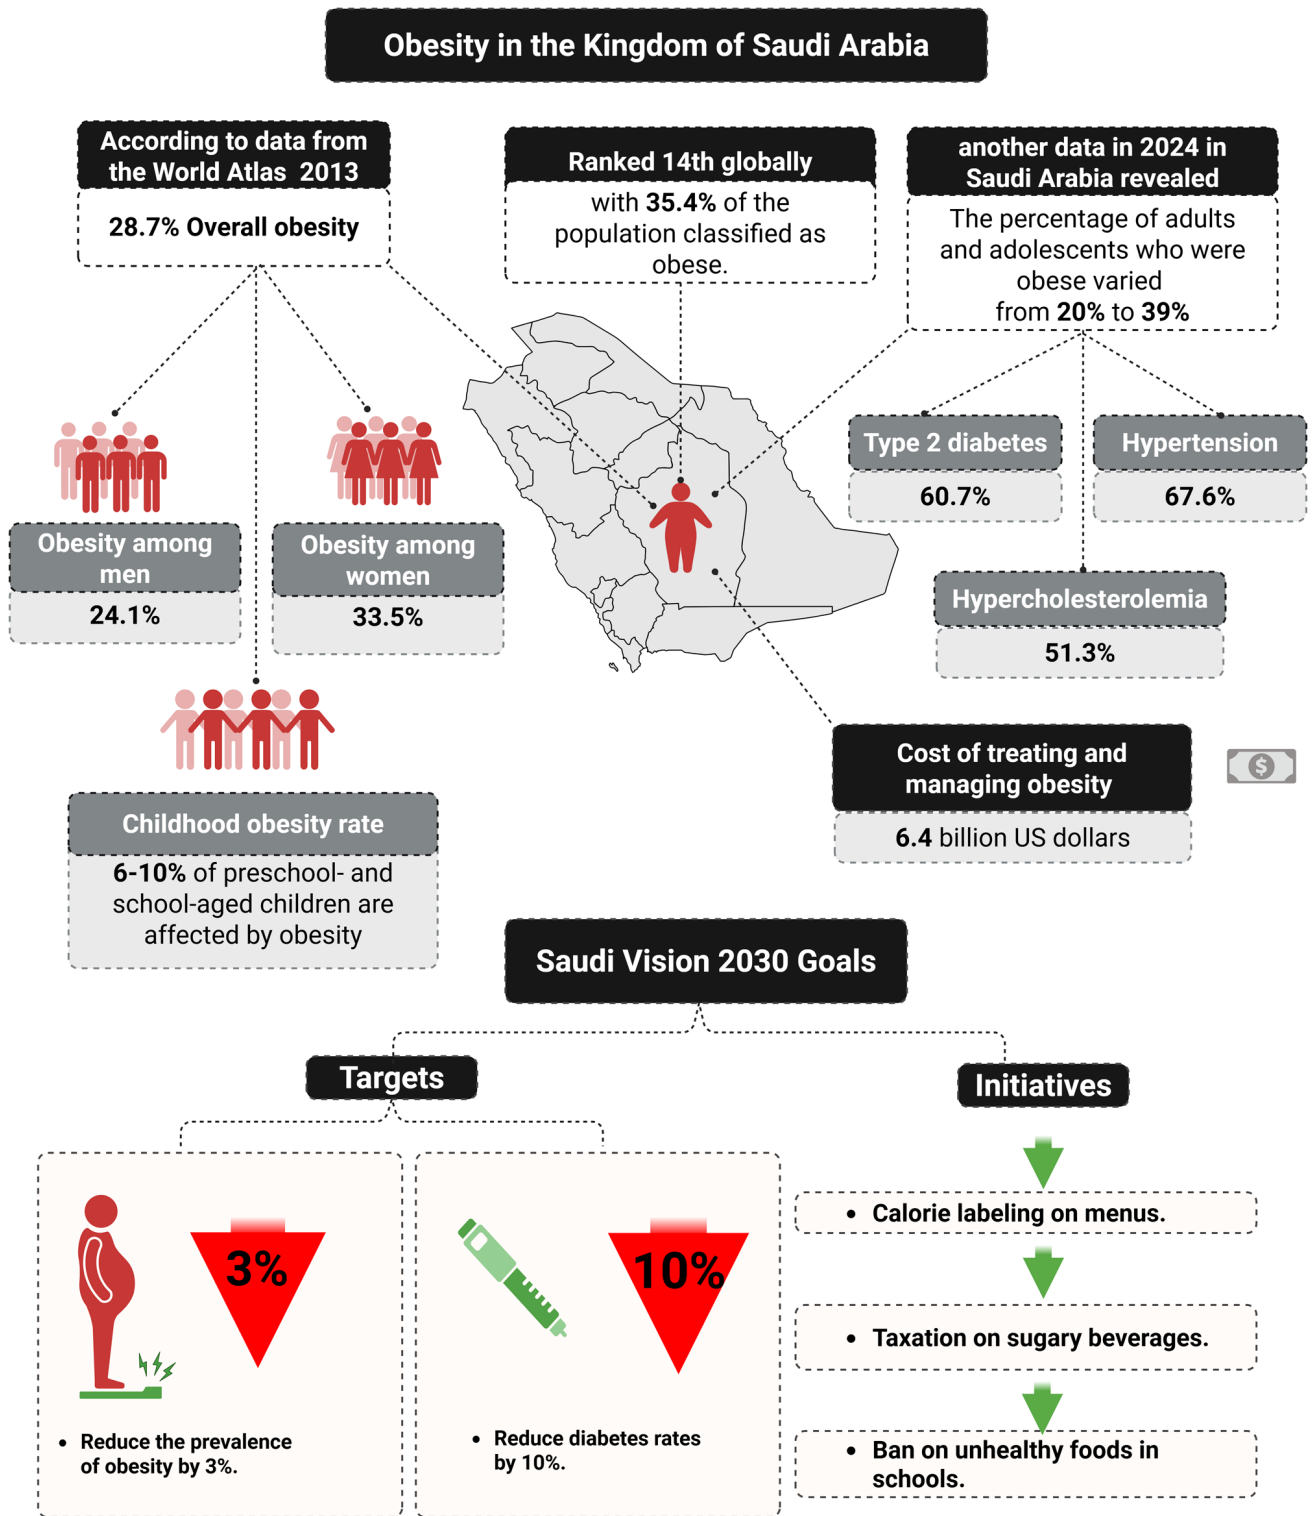 Obesity in the Kingdom of Saudi Arabia
According to data from
the World Atlas 2013
28.7% Overall obesity
Ranked 14th globally
with 35.4% of the
population classified as
obese.
another data in 2024 in
Saudi Arabia revealed
The percentage of adults
and adolescents who were
obese varied
from 20% to 39%
Obesity among
men
24.1%
Obesity among
women
33.5%
Type 2 diabetes
60.7%
Hypertension
67.6%
Hypercholesterolemia
51.3%
Childhood obesity rate
6-10% of preschool- and
school-aged children are
affected by obesity
Cost of treating and
managing obesity
6.4 billion US dollars
$
Saudi Vision 2030 Goals
Targets
3%
• Reduce the prevalence
of obesity by 3%.
10%
• Reduce diabetes rates
by 10%.
Initiatives
• Calorie labeling on menus.
• Taxation on sugary beverages.
• Ban on unhealthy foods in
schools.